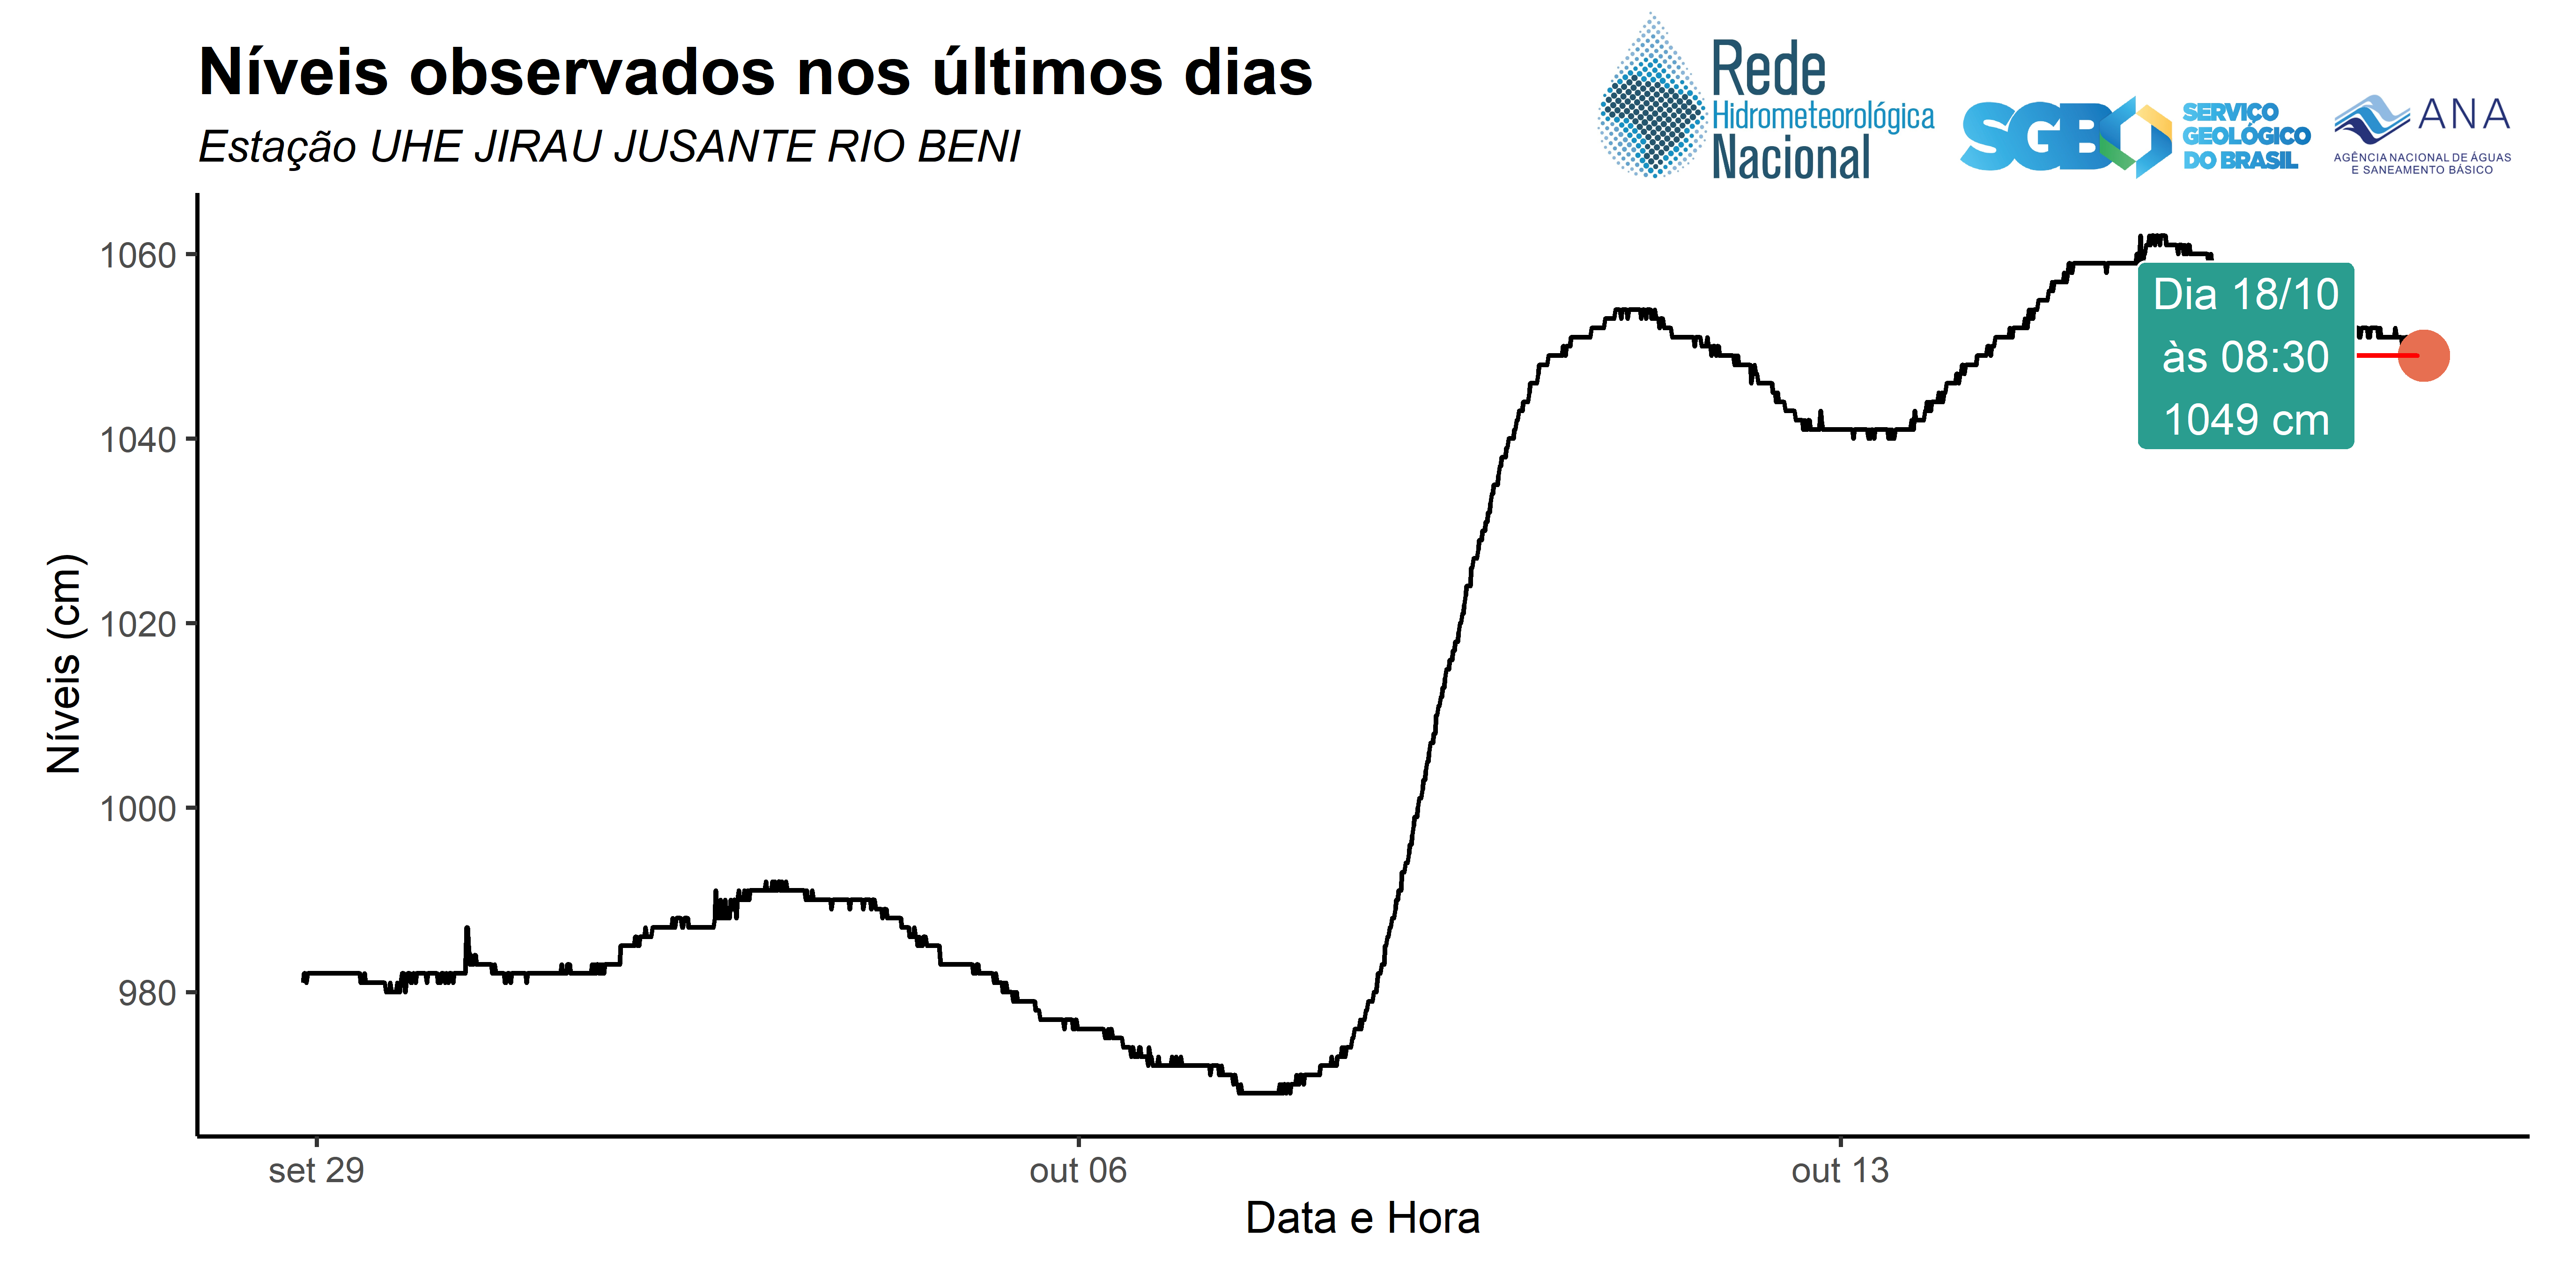 Níveis observados nos últimos dias
Estação UHE JIRAU JUSANTE RIO BENI
Rede
Hidrometeorológica
Nacional
SGB
SERVIÇO
GEOLÓGICO
DO BRASIL
ANA
AGÊNCIA NACIONAL DE ÁGUAS
E SANEAMENTO BÁSICO
Níveis (cm)
1060
1040
1020
1000
980
Dia 18/10
às 08:30
1049 cm
set 29
out 06
out 13
Data e Hora